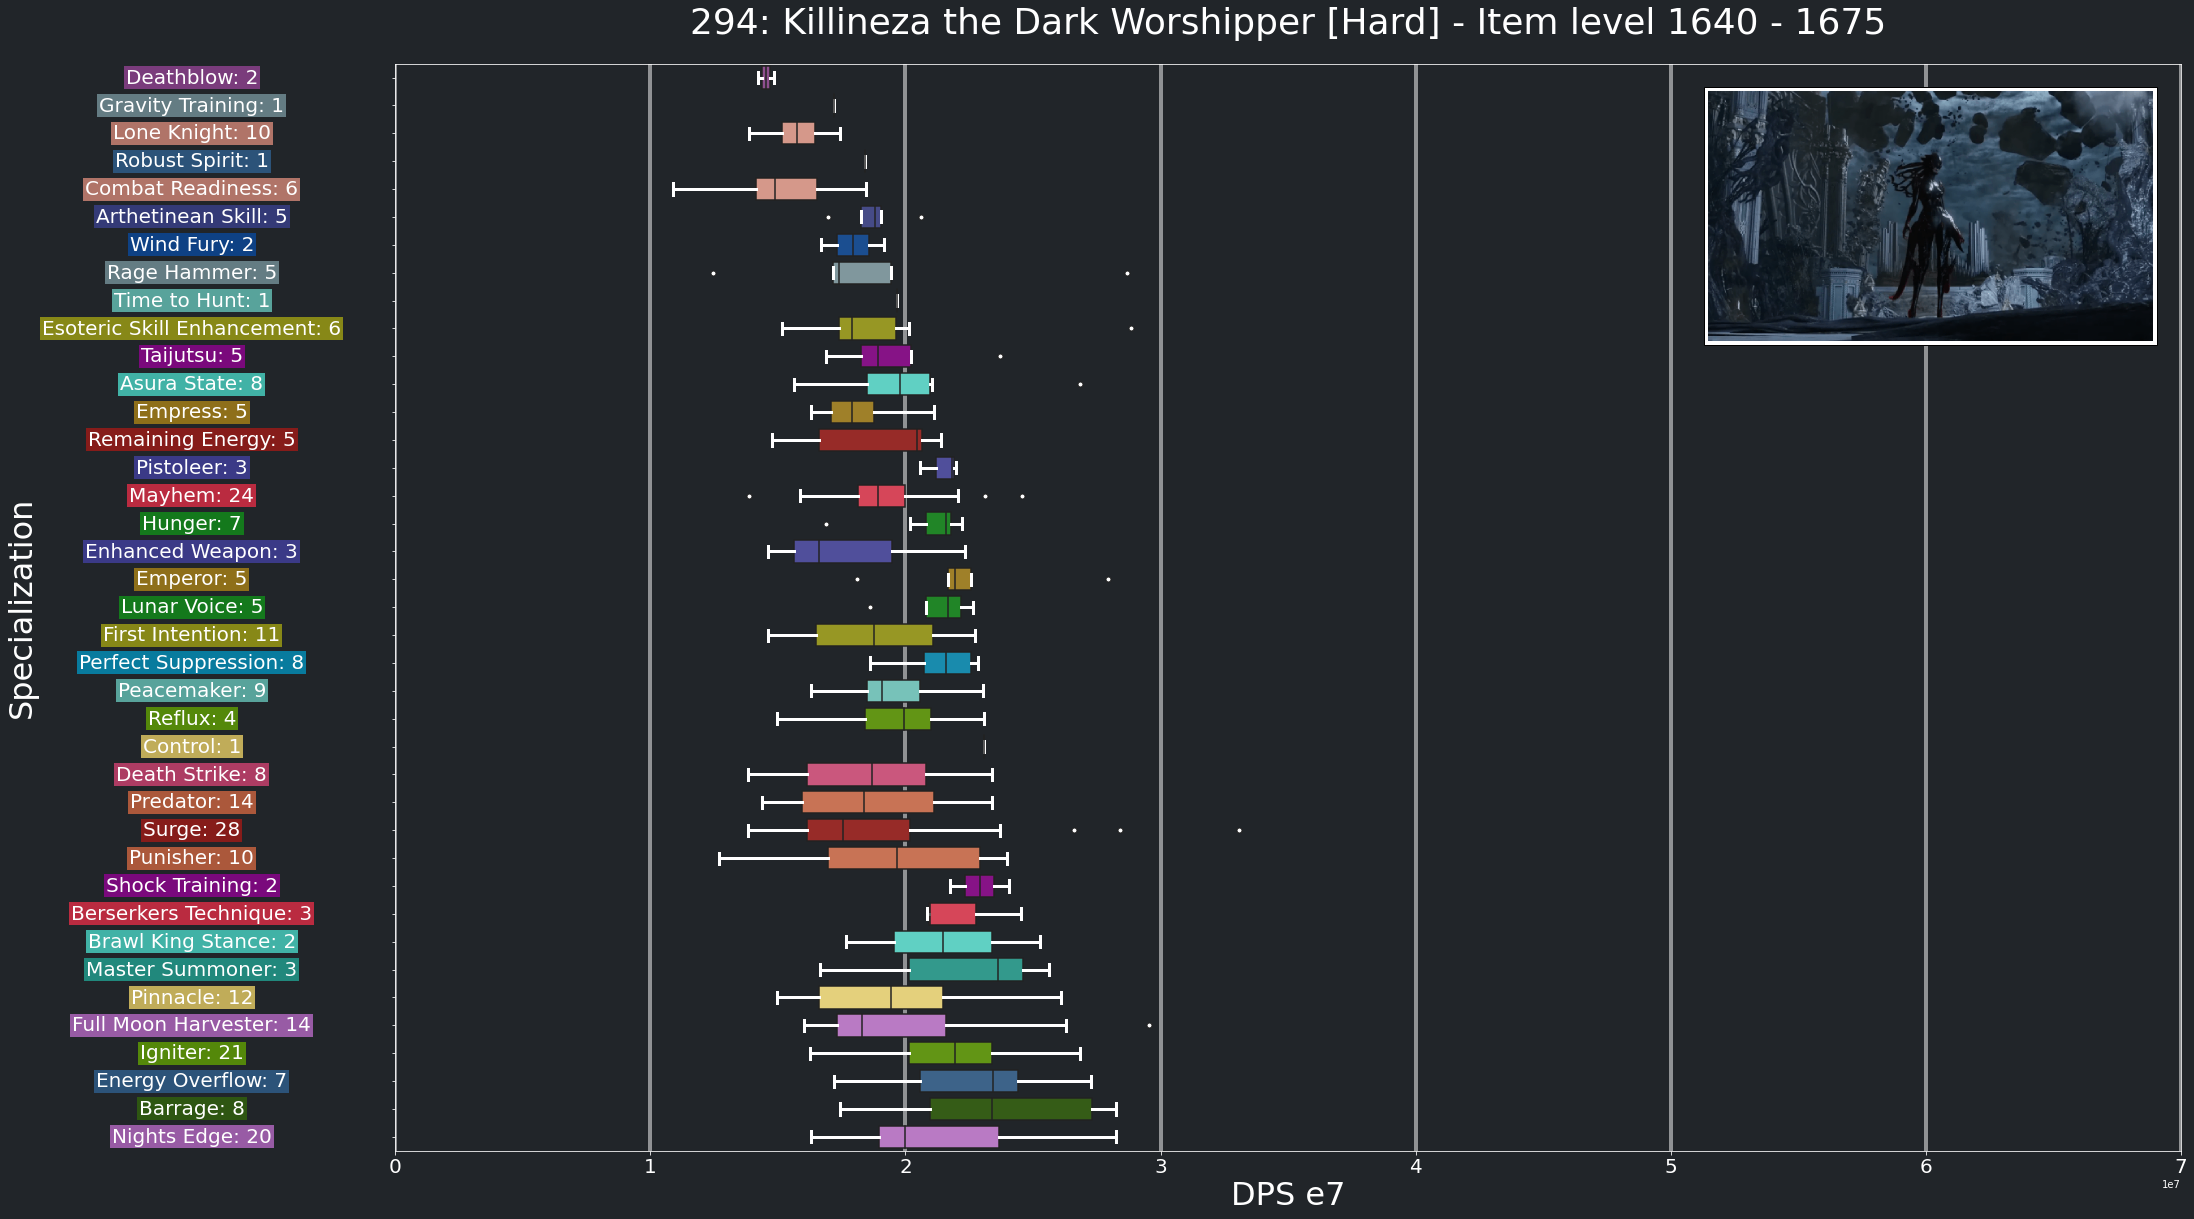 294: Killineza the Dark Worshipper [Hard] - Item level 1640 - 1675
Specialization
Deathblow: 2
Gravity Training: 1
Lone Knight: 10
Robust Spirit: 1
Combat Readiness: 6
Arthetinean Skill: 5
Wind Fury: 2
Rage Hammer: 5
Time to Hunt: 1
Esoteric Skill Enhancement: 6
Taijutsu: 5
Asura State: 8
Empress: 5
Remaining Energy: 5
Pistoleer: 3
Mayhem: 24
Hunger: 7
Enhanced Weapon: 3
Emperor: 5
Lunar Voice: 5
First Intention: 11
Perfect Suppression: 8
Peacemaker: 9
Reflux: 4
Control: 1
Death Strike: 8
Predator: 14
Surge: 28
Punisher: 10
Shock Training: 2
Berserkers Technique: 3
Brawl King Stance: 2
Master Summoner: 3
Pinnacle: 12
Full Moon Harvester: 14
Igniter: 21
Energy Overflow: 7
Barrage: 8
Nights Edge: 20
0 1 2 3 4 5 6 7
1e7
DPS e7